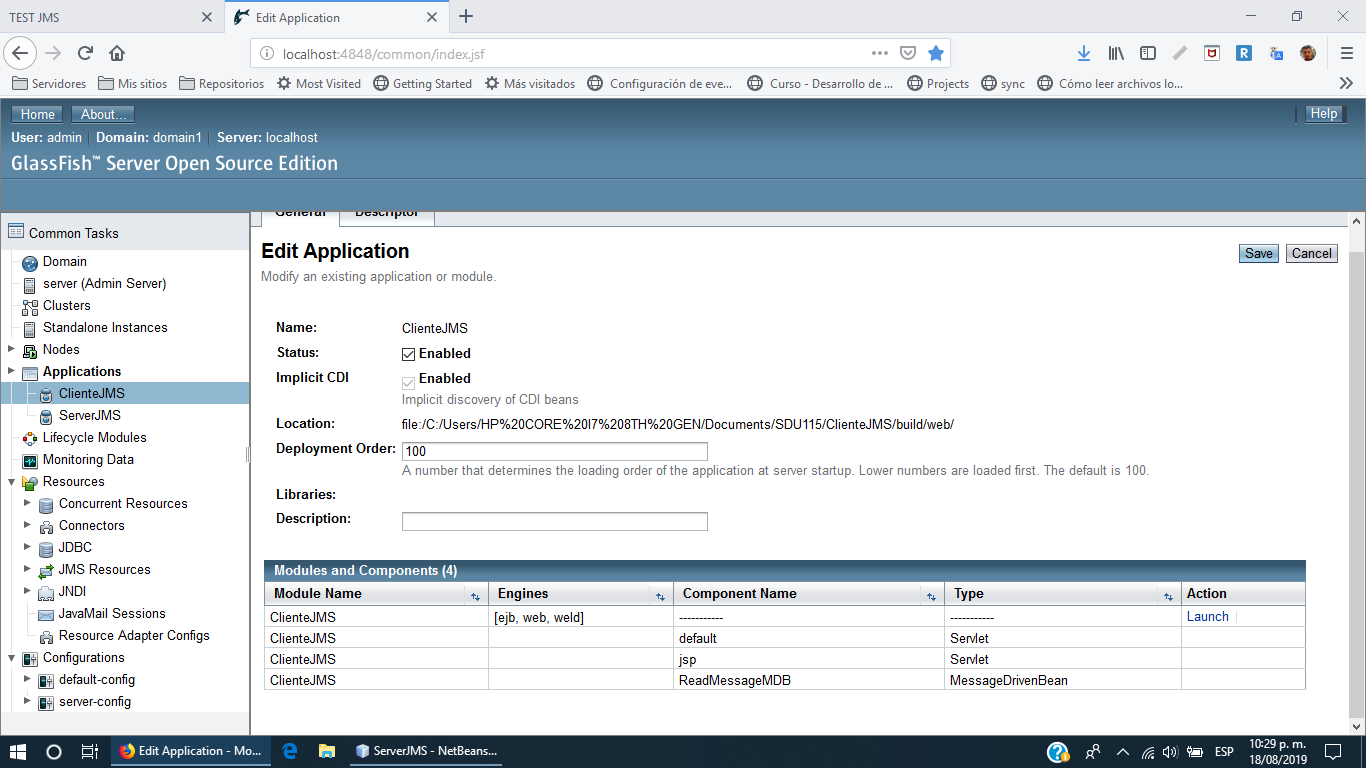 TEST JMS
Edit Application
localhost:4848/common/index.jsf
Servidores Mis sitios Repositorios Most Visited Getting Started Más visitados Configuración de eve... Curso - Desarrollo de ... Projects sync Cómo leer archivos lo...
Home About... Help
User: admin Domain: domain1 Server: localhost
GlassFish™ Server Open Source Edition
Common Tasks
Domain
server (Admin Server)
Clusters
Standalone Instances
Nodes
Applications
ClienteJMS
ServerJMS
Lifecycle Modules
Monitoring Data
Resources
Concurrent Resources
Connectors
JDBC
JMS Resources
JNDI
JavaMail Sessions
Resource Adapter Configs
Configurations
default-config
server-config
General Descriptor
Edit Application
Save Cancel
Modify an existing application or module.
Name: ClienteJMS
Status: Enabled
Implicit CDI Enabled
Implicit discovery of CDI beans
Location: file:/C:/Users/HP%20CORE%20I7%208TH%20GEN/Documents/SDU115/ClienteJMS/build/web/
Deployment Order: 100
A number that determines the loading order of the application at server startup. Lower numbers are loaded first. The default is 100.
Libraries:
Description:
Modules and Components (4)
Module Name Engines Component Name Type Action
ClienteJMS [ejb, web, weld] ----------- ----------- Launch
ClienteJMS default Servlet
ClienteJMS jsp Servlet
ClienteJMS ReadMessageMDB MessageDrivenBean
Edit Application - Mo... ServerJMS - NetBeans... ESP 10:29 p. m.
18/08/2019